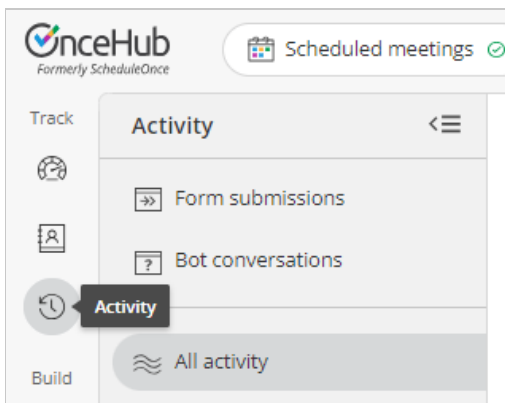 OnceHub
Formerly ScheduleOnce
Scheduled meetings
Track
Activity
Form submissions
Bot conversations
Activity
All activity
Build